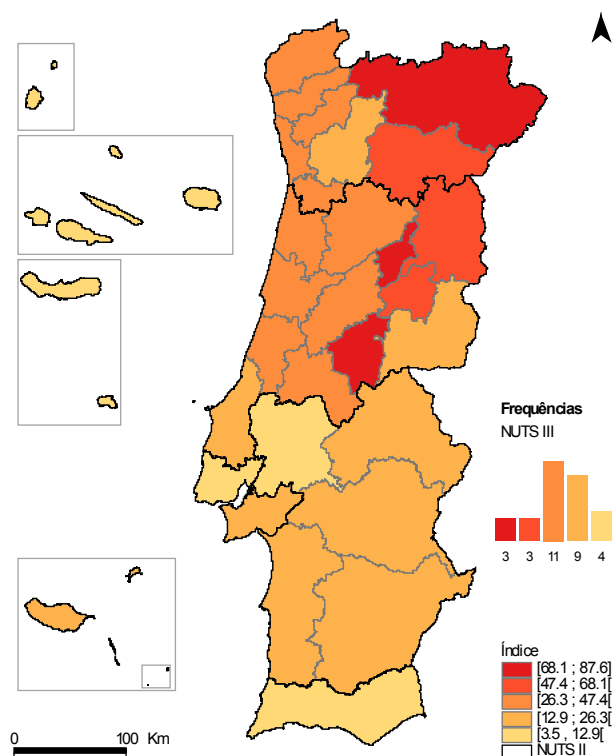 Frequências
NUTS III
3 3 11 9 4
Índice
[68.1 ; 87.6]
[47.4 ; 68.1[
[26.3 ; 47.4[
[12.9 ; 26.3[
[3.5 , 12.9[
NUTS II
0 100 Km